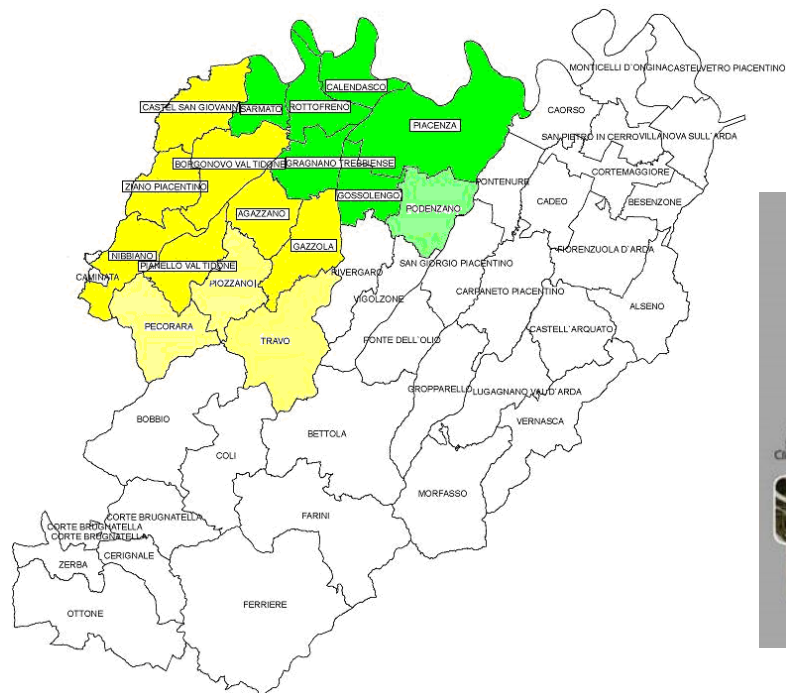 MONTICELLI D'ONGINA
CASTELVETRO PIACENTINO
CALENDASCO
CASTEL SAN GIOVANNI
SARMATO
ROTTOFRENO
CAORSO
PIACENZA
SAN PIETRO IN CERRO
VILLANOVA SULL'ARDA
BORGONOVO VAL TIDONE
GRAGNANO TREBBIENSE
CORTEMAGGIORE
ZIANO PIACENTINO
PONTENURE
GOSSOLENGO
PODENZANO
CADEO
BESENZONE
AGAZZANO
GAZZOLA
FIORENZUOLA D'ARDA
NIBBIANO
PIANELLO VAL TIDONE
SAN GIORGIO PIACENTINO
CAMINATA
RIVERGARO
PIOZZANO
VIGOLZONE
CARPANETO PIACENTINO
ALSENO
PECORARA
TRAVO
PONTE DELL'OLIO
CASTELL'ARQUATO
GROPPARELLO
LUGAGNANO VAL D'ARDA
BOBBIO
BETTOLA
VERNASCA
COLI
MORFASSO
CORTE BRUGNATELLA
FARINI
CORTE BRUGNATELLA
CORTE BRUGNATELLA
CERIGNALE
ZERBA
FERRIERE
OTTONE